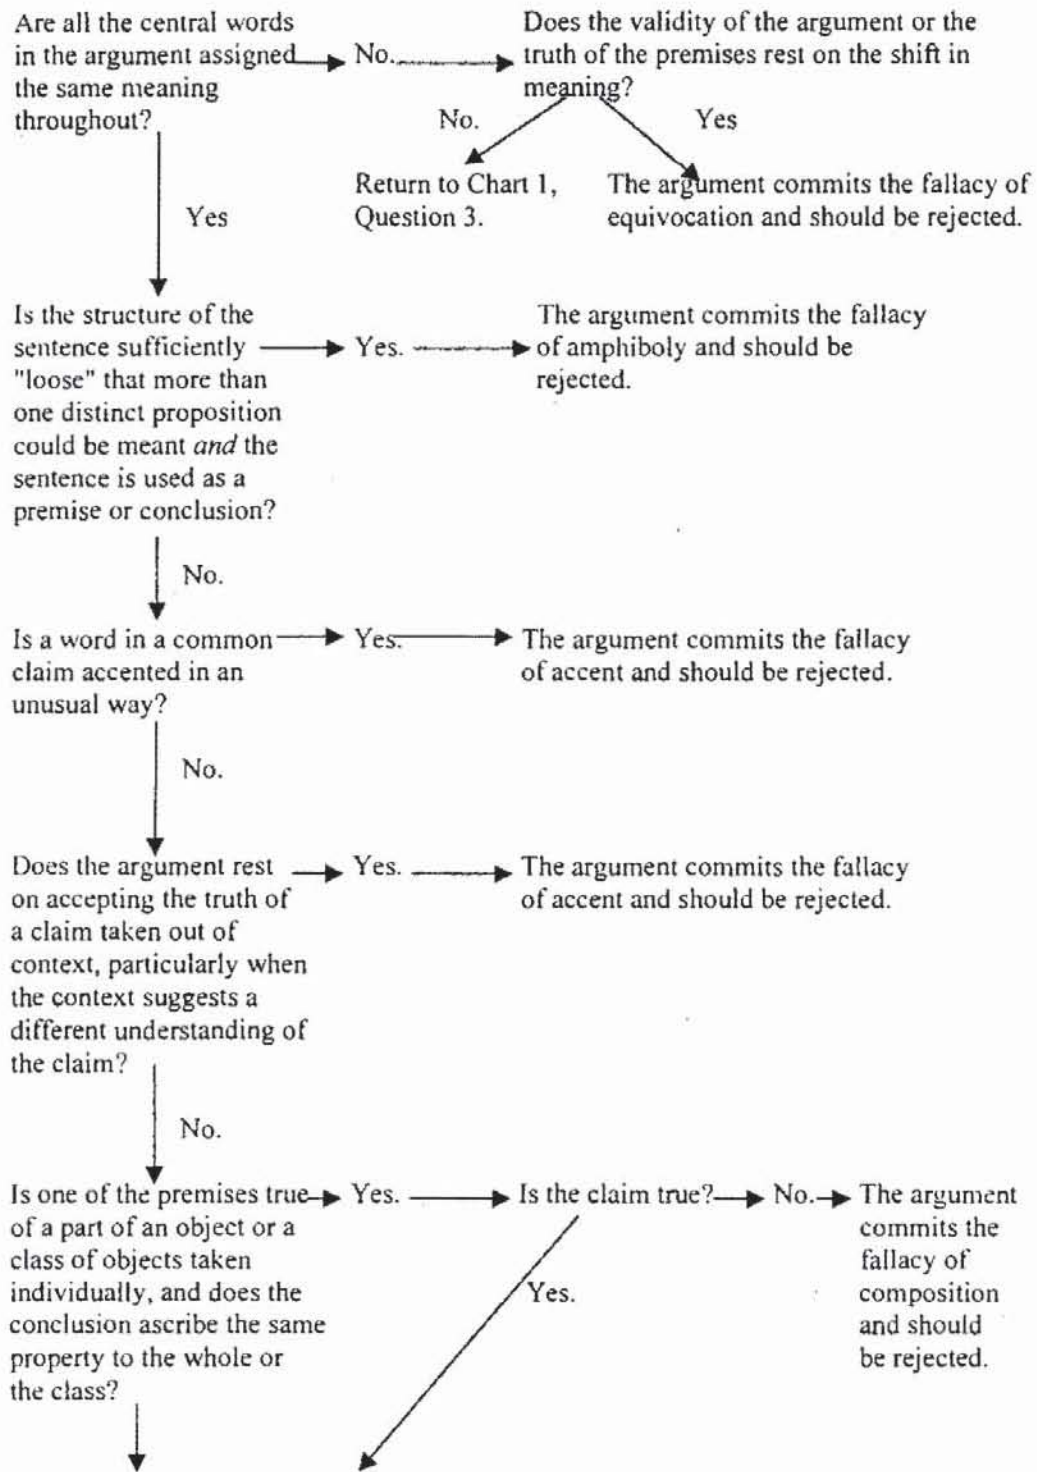 Are all the central words
in the argument assigned
the same meaning
throughout?
No.
Does the validity of the argument or the
truth of the premises rest on the shift in
meaning?
No.
Yes
Return to Chart 1,
Question 3.
The argument commits the fallacy of
equivocation and should be rejected.
Yes
Is the structure of the
sentence sufficiently
"loose" that more than
one distinct proposition
could be meant and the
sentence is used as a
premise or conclusion?
Yes.
The argument commits the fallacy
of amphiboly and should be
rejected.
No.
Is a word in a common
claim accented in an
unusual way?
Yes.
The argument commits the fallacy
of accent and should be rejected.
No.
Does the argument rest
on accepting the truth of
a claim taken out of
context, particularly when
the context suggests a
different understanding of
the claim?
Yes.
The argument commits the fallacy
of accent and should be rejected.
No.
Is one of the premises true
of a part of an object or a
class of objects taken
individually, and does the
conclusion ascribe the same
property to the whole or
the class?
Yes.
Is the claim true?
No.
The argument
commits the
fallacy of
composition
and should
be rejected.
Yes.